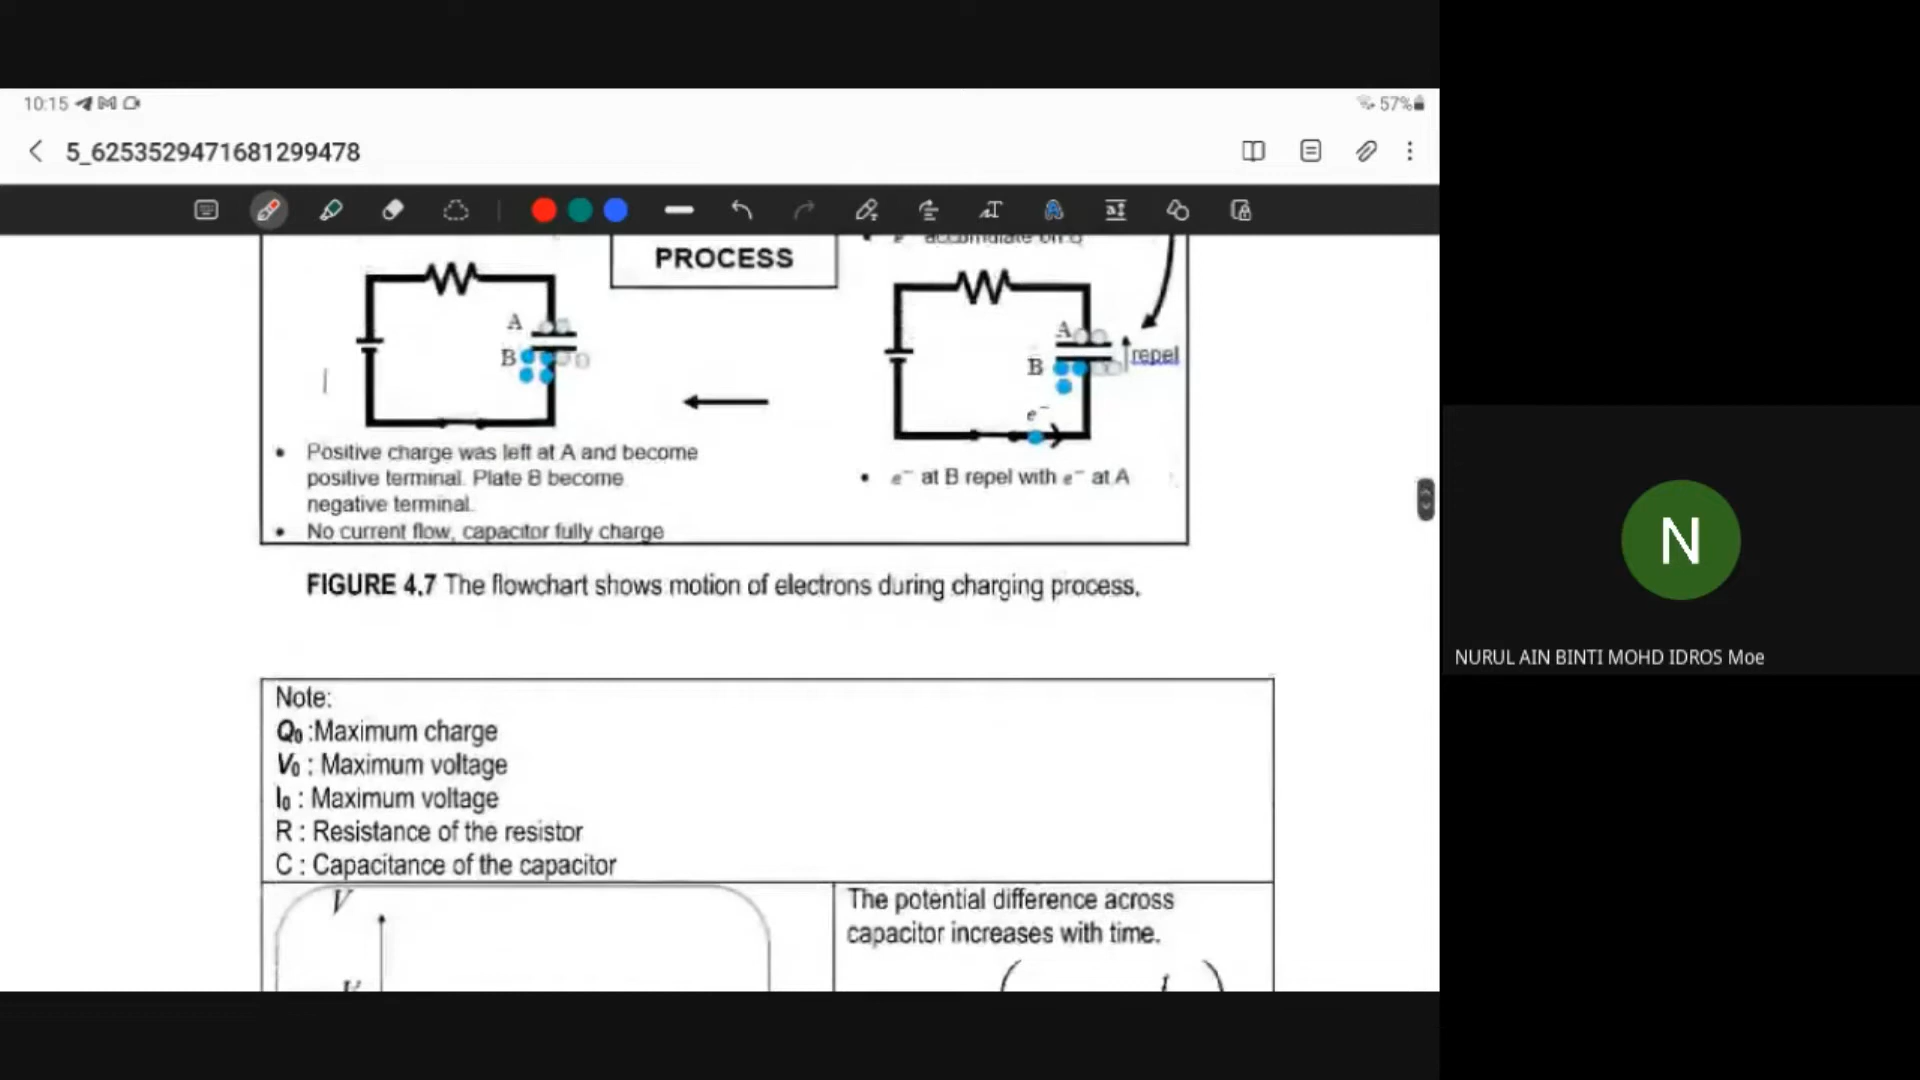 10:15
57%
5_6253529471681299478
PROCESS
accumulate on B
A
B
A
B
repel
e⁻
Positive charge was left at A and become
positive terminal. Plate B become
negative terminal.
No current flow, capacitor fully charge
e⁻ at B repel with e⁻ at A
FIGURE 4.7 The flowchart shows motion of electrons during charging process.
Note:
Q₀ :Maximum charge
V₀ : Maximum voltage
I₀ : Maximum voltage
R : Resistance of the resistor
C : Capacitance of the capacitor
V
The potential difference across
capacitor increases with time.
N
NURUL AIN BINTI MOHD IDROS Moe